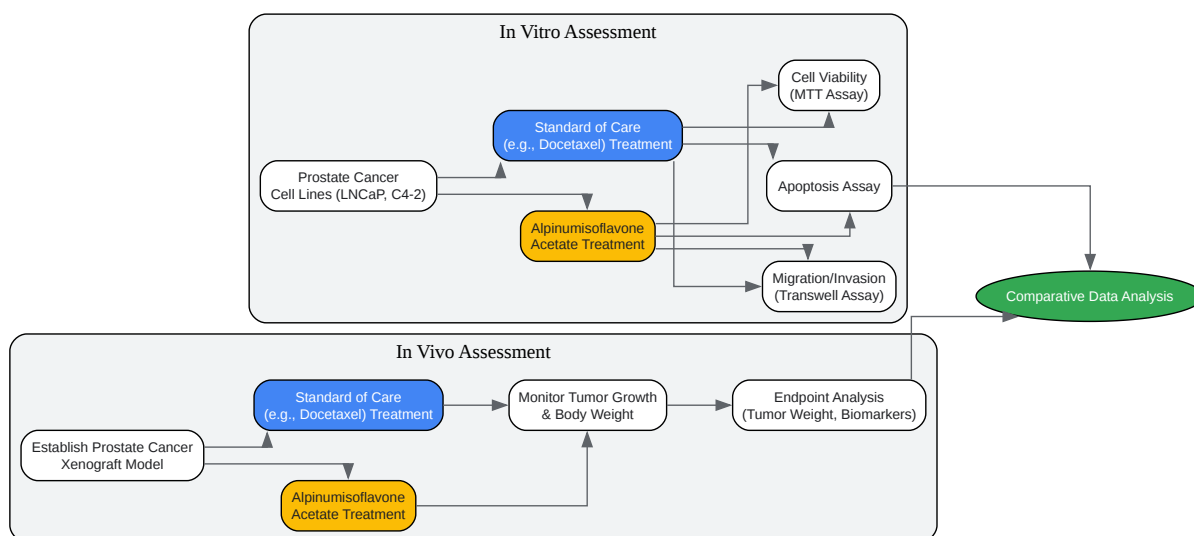 In Vitro Assessment
Cell Viability
(MTT Assay)
Standard of Care
(e.g., Docetaxel) Treatment
Prostate Cancer
Cell Lines (LNCaP, C4-2)
Apoptosis Assay
Alpinumisoflavone
Acetate Treatment
Migration/Invasion
(Transwell Assay)
Comparative Data Analysis
In Vivo Assessment
Standard of Care
(e.g., Docetaxel) Treatment
Monitor Tumor Growth
& Body Weight
Endpoint Analysis
(Tumor Weight, Biomarkers)
Establish Prostate Cancer
Xenograft Model
Alpinumisoflavone
Acetate Treatment